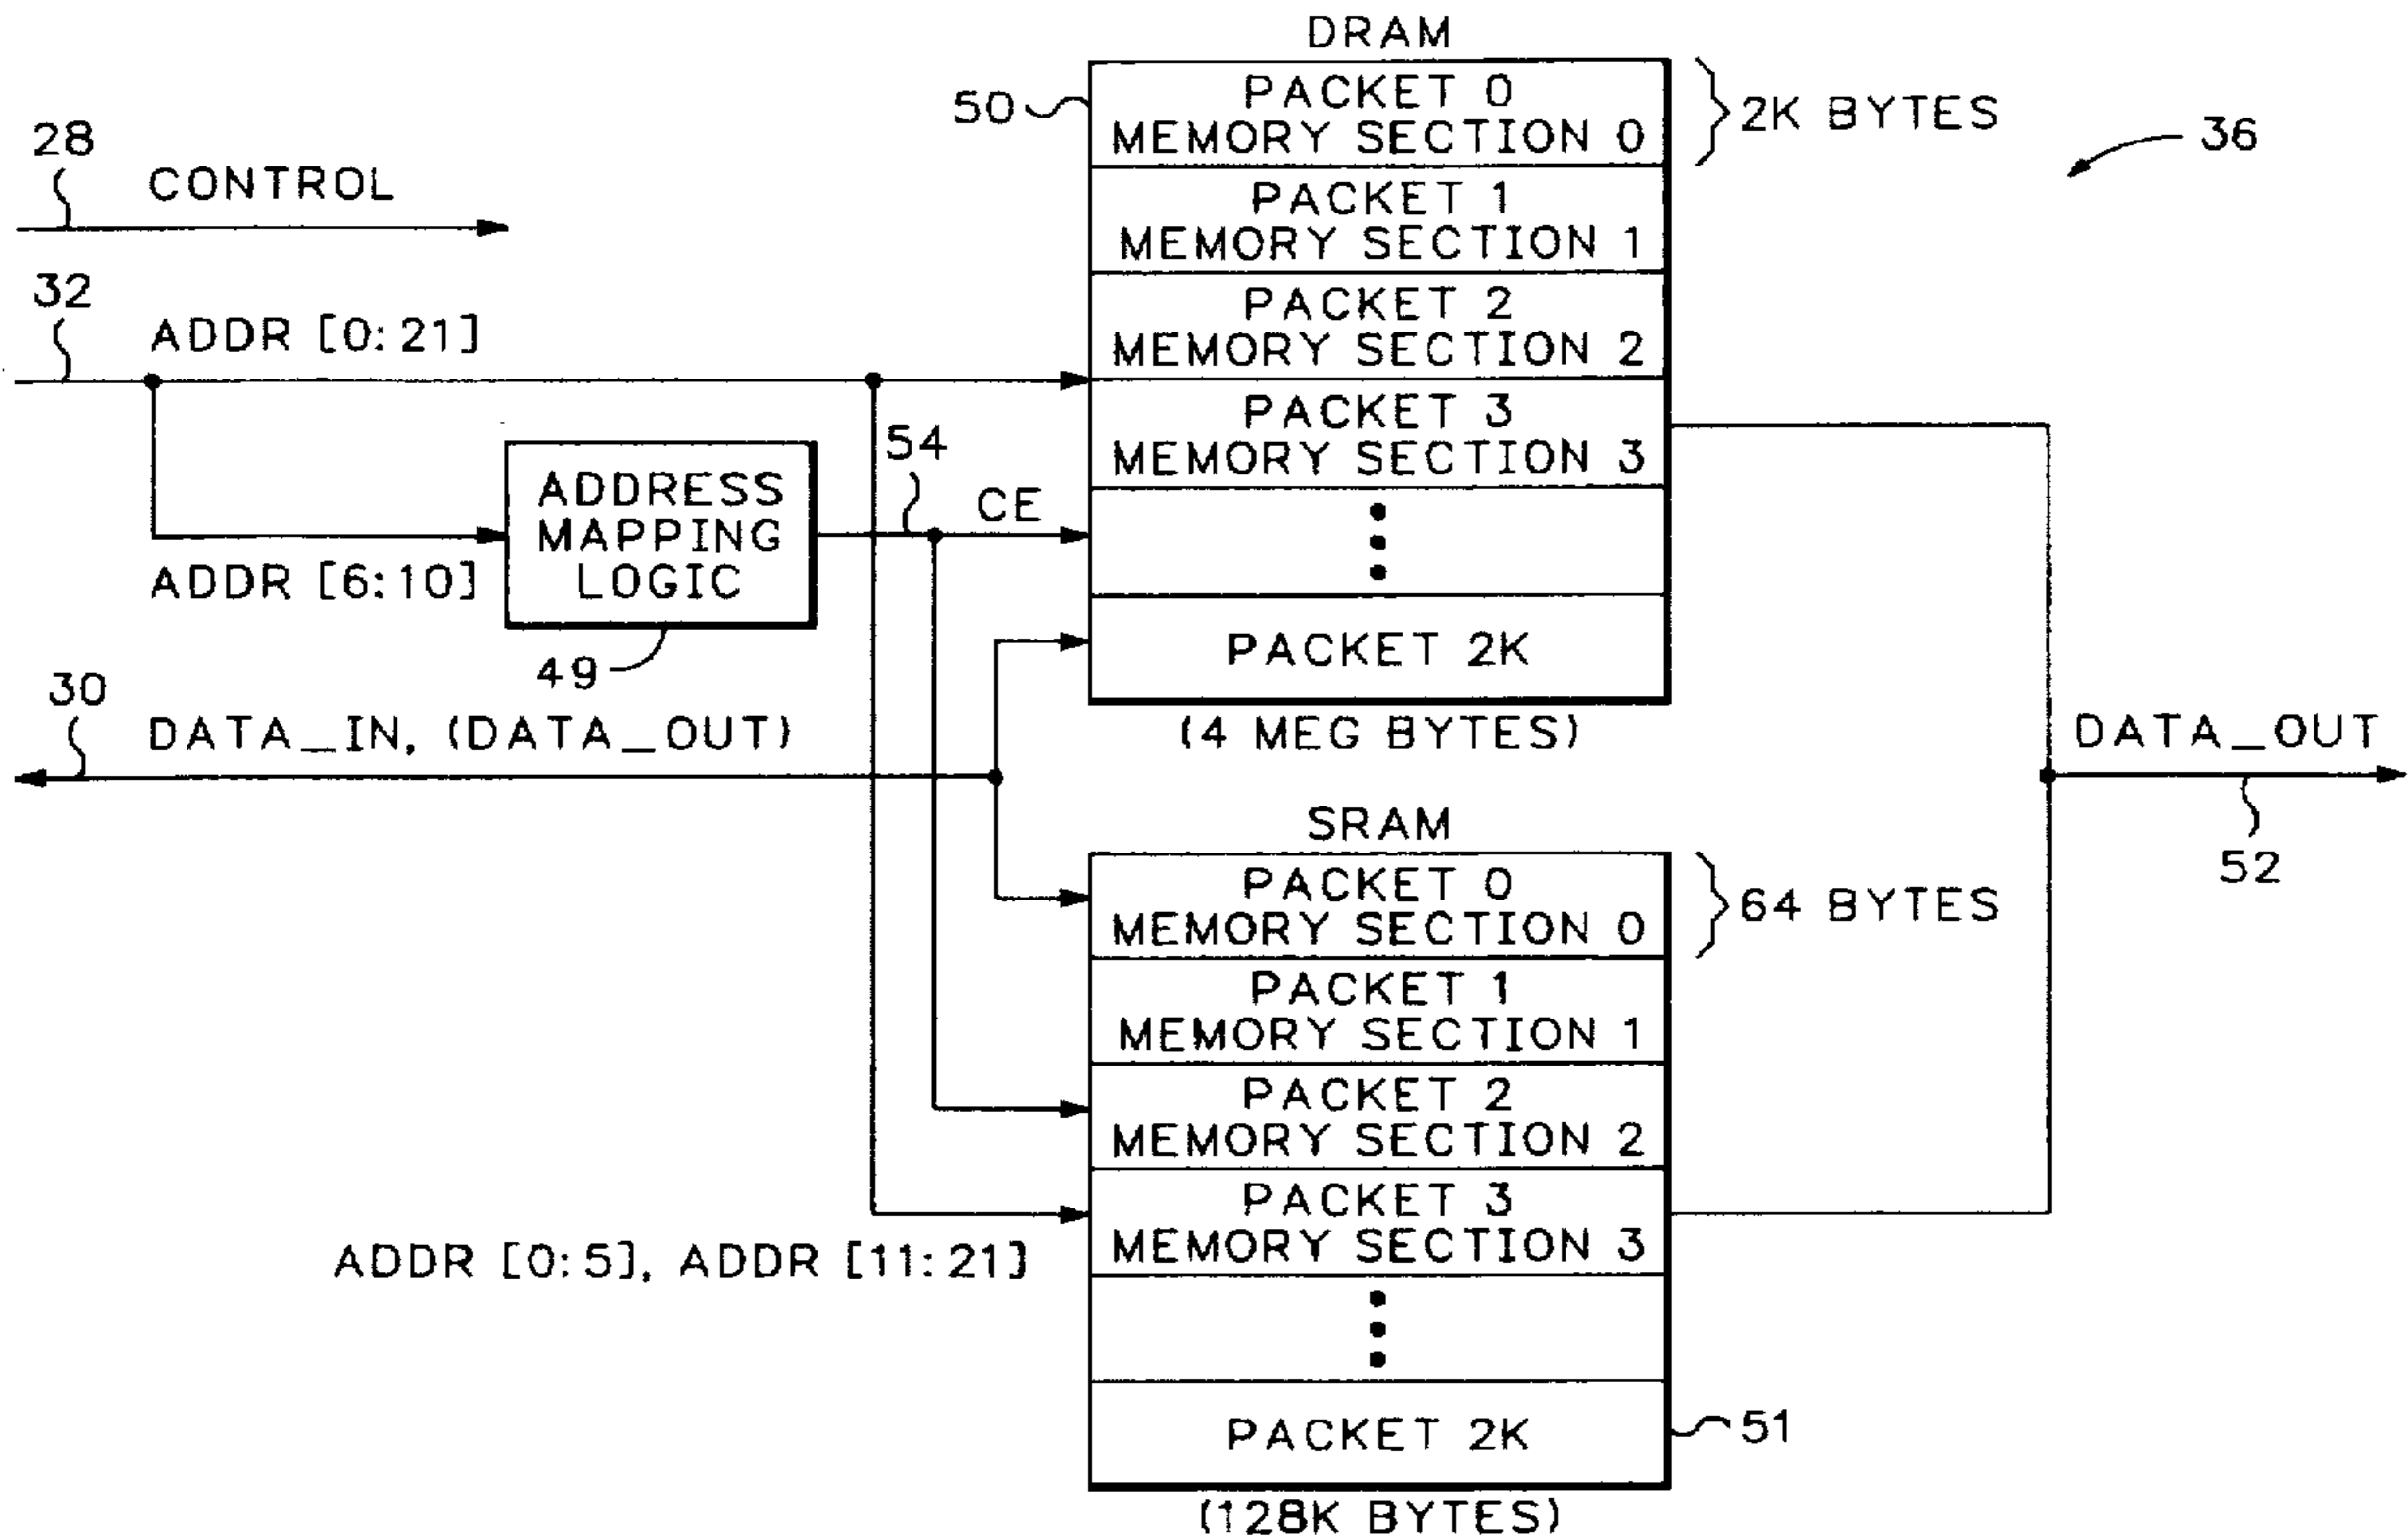 DRAM
50
PACKET 0
MEMORY SECTION 0
2K BYTES
36
28
CONTROL
PACKET 1
MEMORY SECTION 1
32
ADDR [0:21]
PACKET 2
MEMORY SECTION 2
PACKET 3
MEMORY SECTION 3
54
CE
ADDRESS
MAPPING
LOGIC
ADDR [6:10]
49
PACKET 2K
(4 MEG BYTES)
30
DATA_IN, (DATA_OUT)
DATA_OUT
52
SRAM
PACKET 0
MEMORY SECTION 0
64 BYTES
PACKET 1
MEMORY SECTION 1
PACKET 2
MEMORY SECTION 2
PACKET 3
MEMORY SECTION 3
ADDR [0:5], ADDR [11:21]
PACKET 2K
51
(128K BYTES)